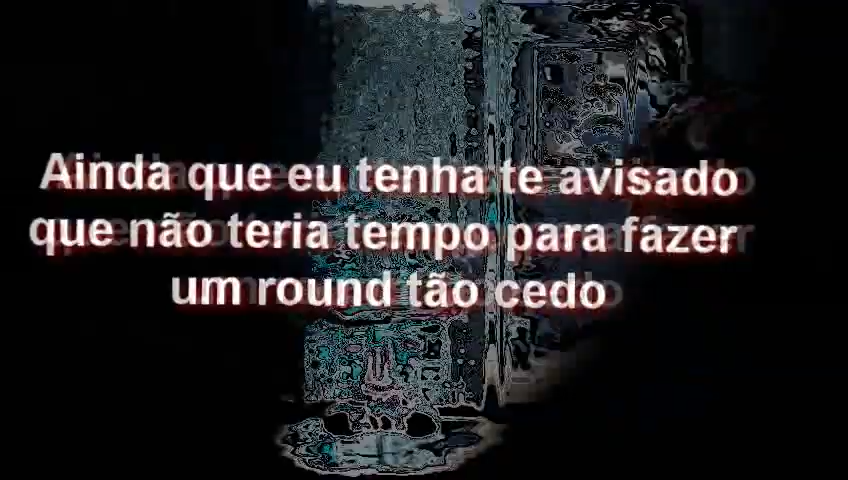 Ainda que eu tenha te avisado
que não teria tempo para fazer
um round tão cedo